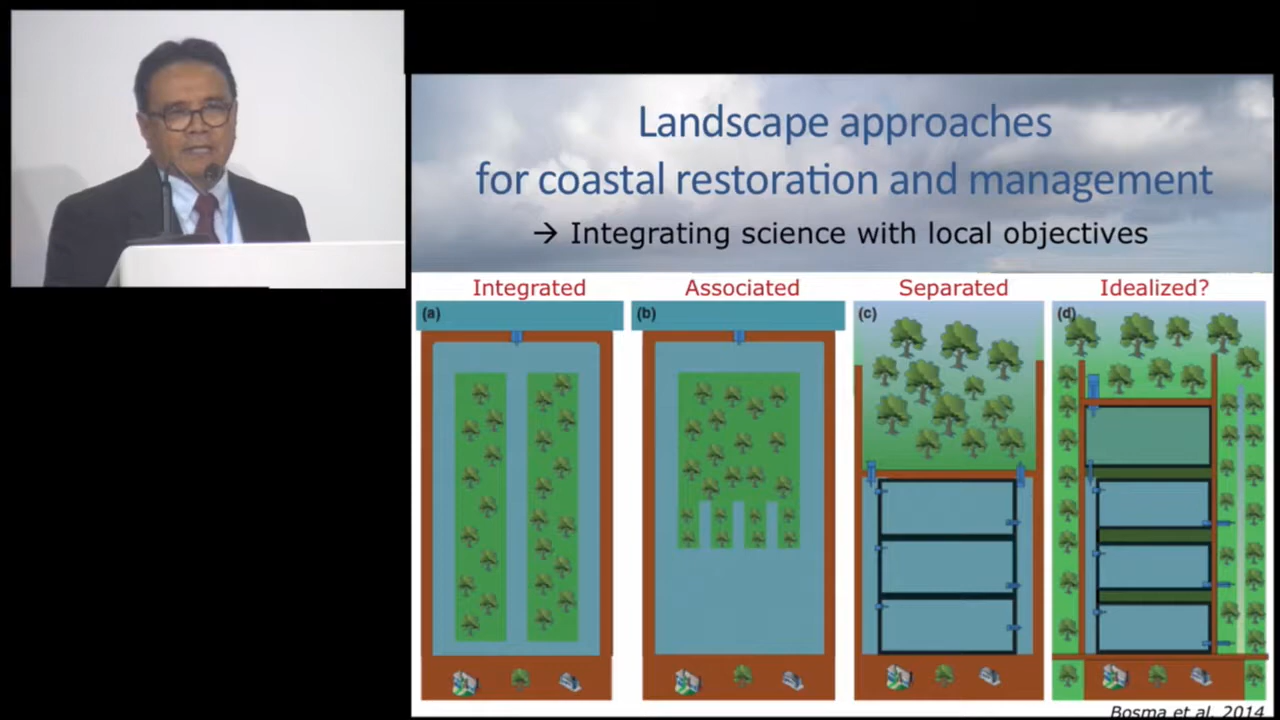 Landscape approaches
for coastal restoration and management
→ Integrating science with local objectives
Integrated Associated Separated Idealized?
(a) (b) (c) (d)
Bosma et al, 2014